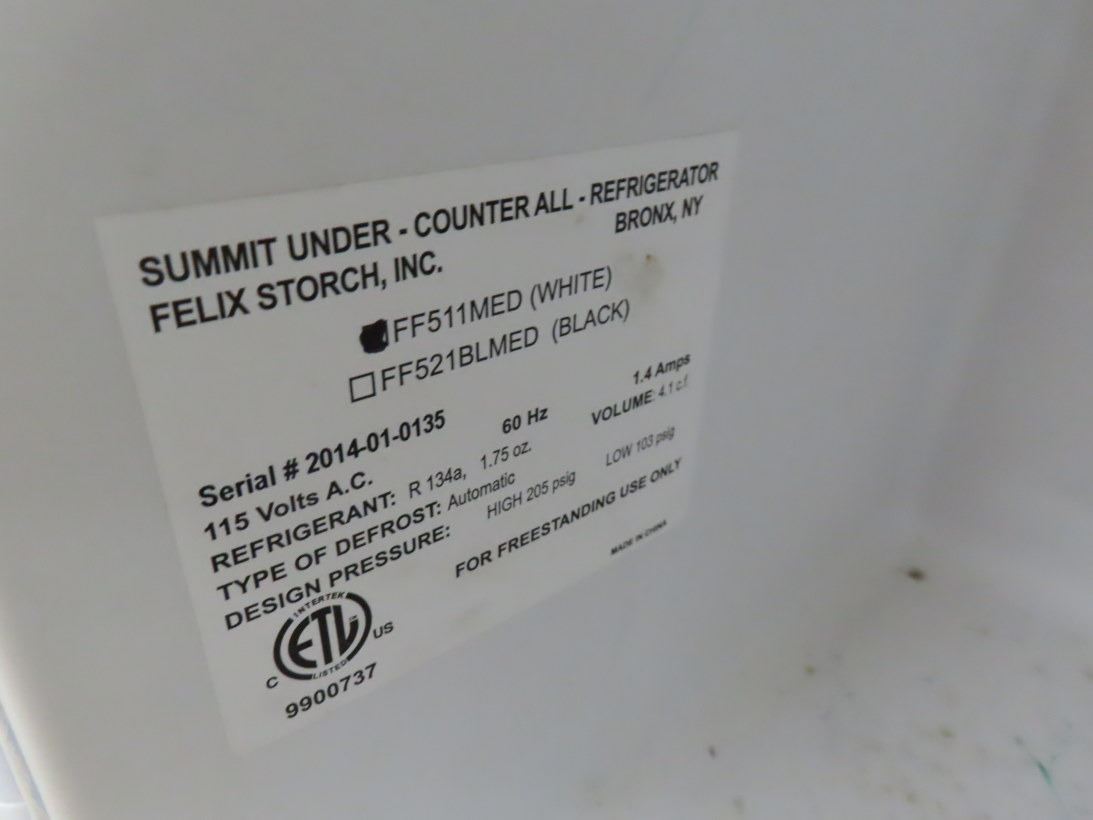 SUMMIT UNDER - COUNTER ALL - REFRIGERATOR
FELIX STORCH, INC. BRONX, NY
FF511MED (WHITE)
FF521BLMED (BLACK)
Serial # 2014-01-0135
115 Volts A.C. 60 Hz 1.4 Amps
REFRIGERANT: R 134a, 1.75 oz. VOLUME: 4.1 c.f.
TYPE OF DEFROST: Automatic
DESIGN PRESSURE: HIGH 205 psig LOW 103 psig
FOR FREESTANDING USE ONLY
MADE IN CHINA
INTERTEK
ETL
LISTED
C US
9900737